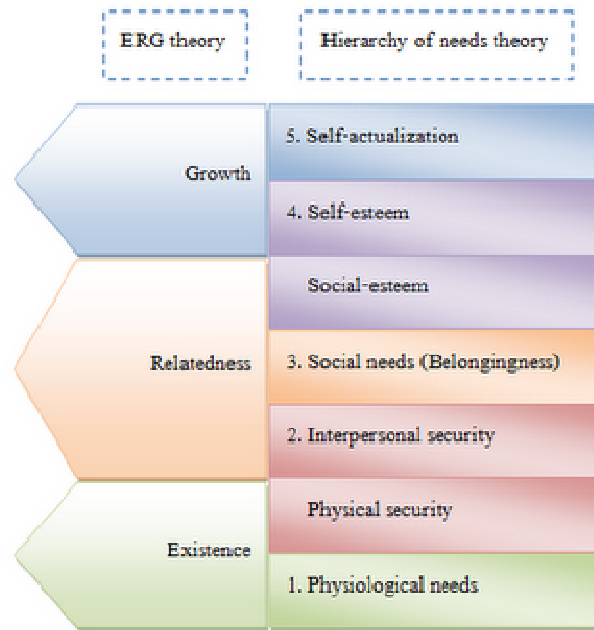 ERG theory
Hierarchy of needs theory
5. Self-actualization
Growth
4. Self-esteem
Social-esteem
Relatedness
3. Social needs (Belongingness)
2. Interpersonal security
Physical security
Existence
1. Physiological needs